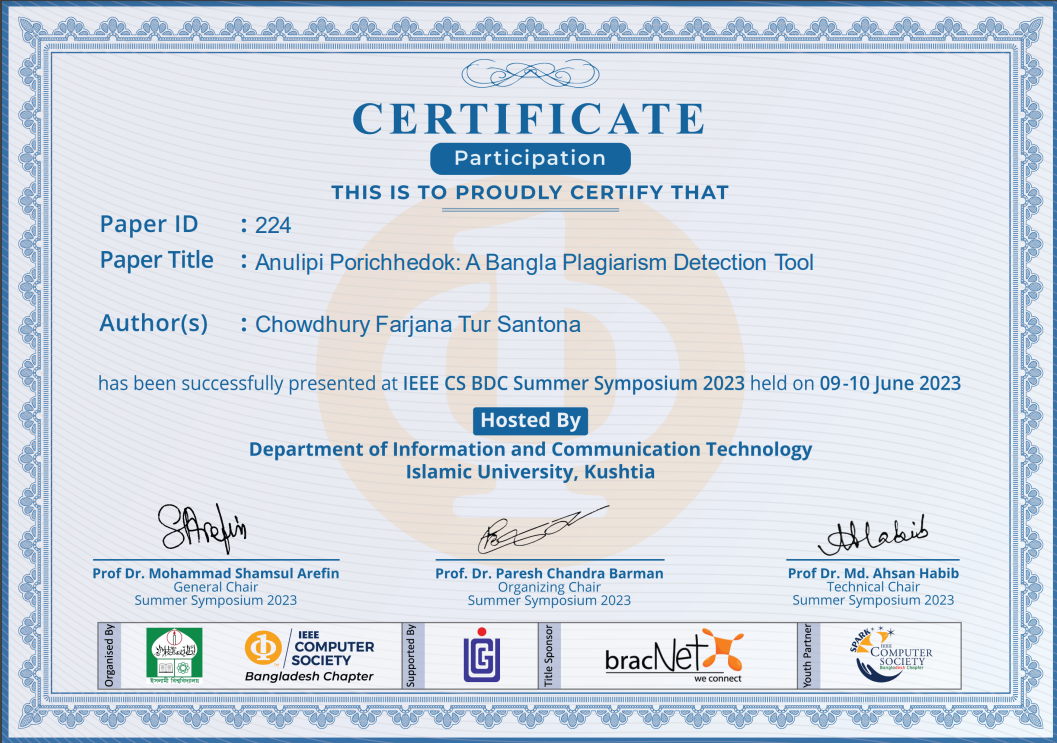 CERTIFICATE
Participation
THIS IS TO PROUDLY CERTIFY THAT
Paper ID : 224
Paper Title : Anulipi Porichhedok: A Bangla Plagiarism Detection Tool
Author(s) : Chowdhury Farjana Tur Santona
has been successfully presented at IEEE CS BDC Summer Symposium 2023 held on 09-10 June 2023
Hosted By
Department of Information and Communication Technology
Islamic University, Kushtia
SArefin
AHabib
Prof Dr. Mohammad Shamsul Arefin
General Chair
Summer Symposium 2023
Prof. Dr. Paresh Chandra Barman
Organizing Chair
Summer Symposium 2023
Prof Dr. Md. Ahsan Habib
Technical Chair
Summer Symposium 2023
Organised By
ইসলামী বিশ্ববিদ্যালয়
IEEE
COMPUTER
SOCIETY
Bangladesh Chapter
Supported By
Title Sponsor
bracNet
we connect
Youth Partner
SPARK
IEEE
COMPUTER
SOCIETY
Bangladesh Chapter